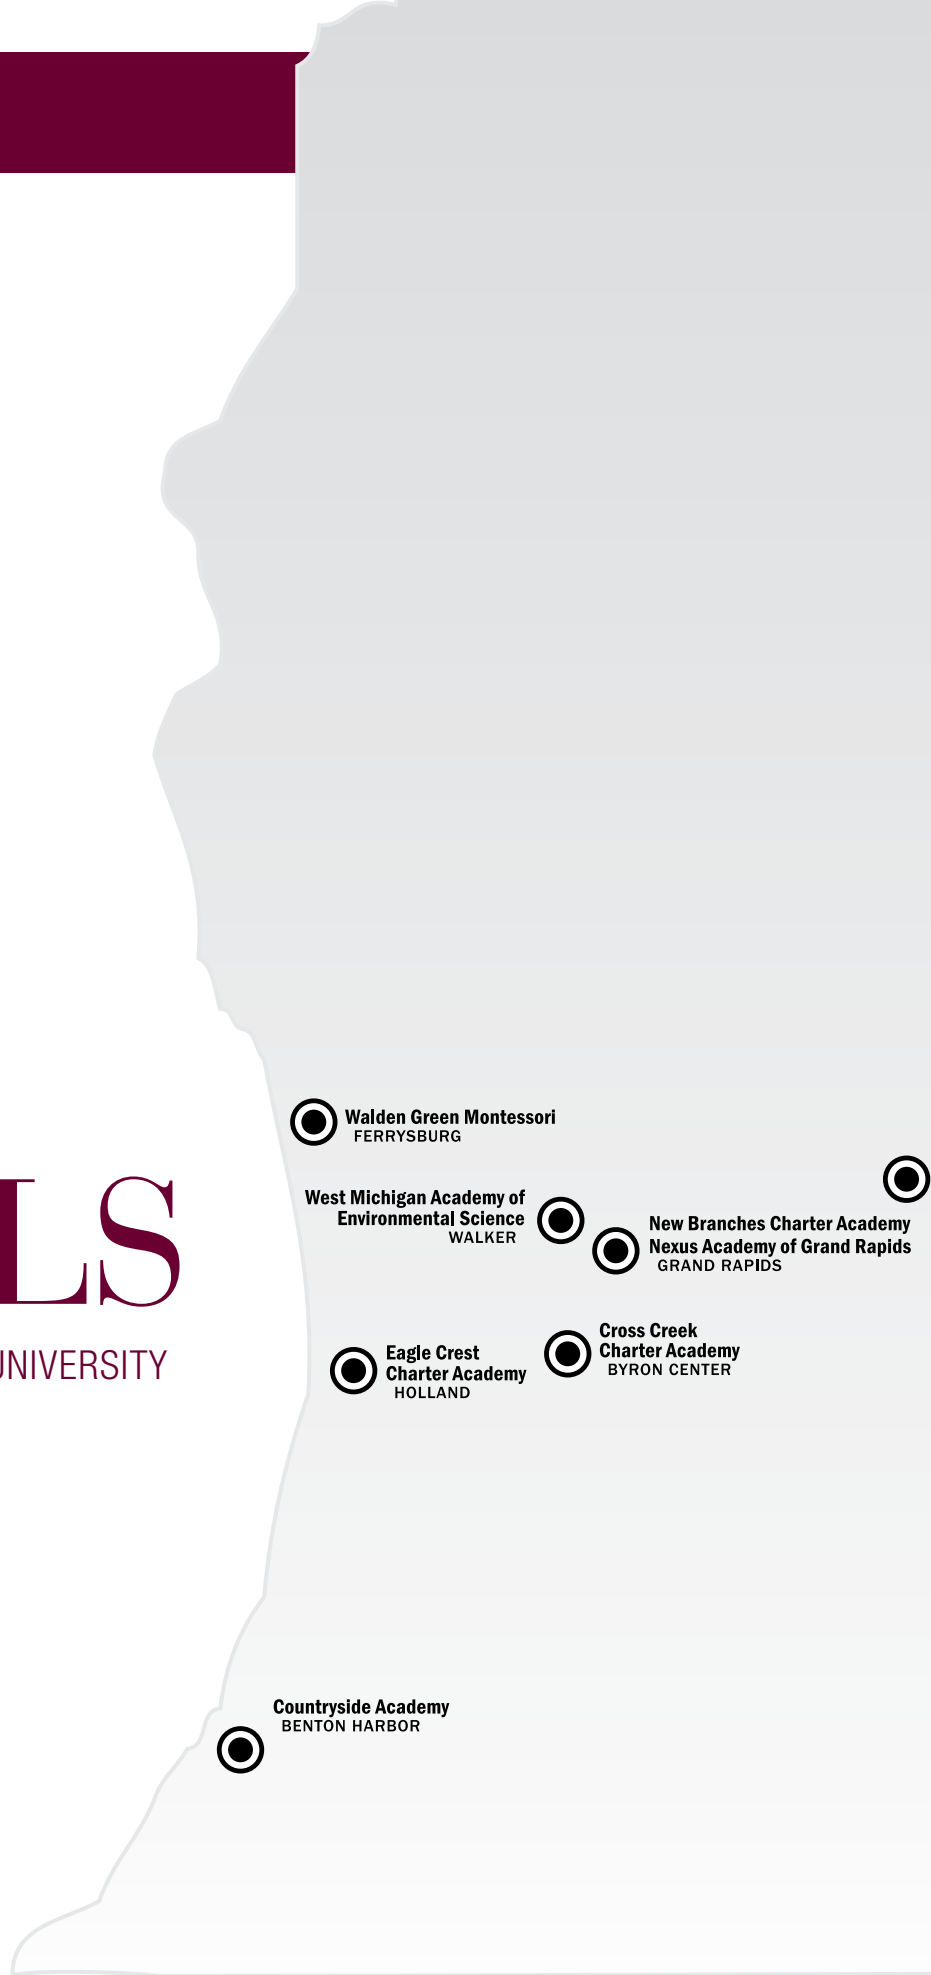 Walden Green Montessori
FERRYSBURG
West Michigan Academy of
Environmental Science
WALKER
New Branches Charter Academy
Nexus Academy of Grand Rapids
GRAND RAPIDS
LS
UNIVERSITY
Cross Creek
Charter Academy
BYRON CENTER
Eagle Crest
Charter Academy
HOLLAND
Countryside Academy
BENTON HARBOR